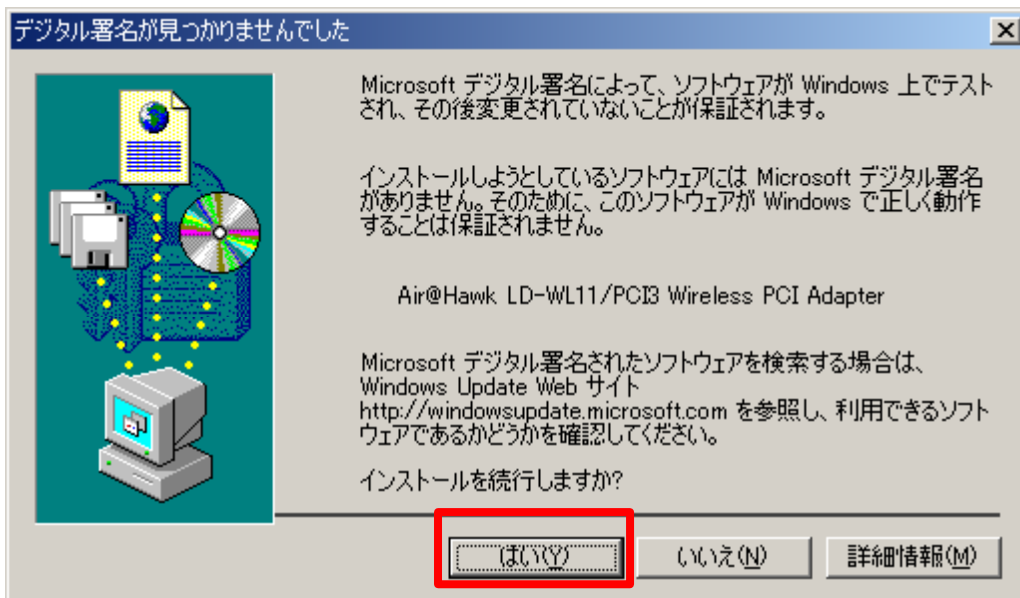 デジタル署名が見つかりませんでした
Microsoft デジタル署名によって、ソフトウェアが Windows 上でテスト
され、その後変更されていないことが保証されます。
インストールしようとしているソフトウェアには Microsoft デジタル署名
がありません。そのために、このソフトウェアが Windows で正しく動作
することは保証されません。
Air@Hawk LD-WL11/PCI3 Wireless PCI Adapter
Microsoft デジタル署名されたソフトウェアを検索する場合は、
Windows Update Web サイト
http://windowsupdate.microsoft.com を参照し、利用できるソフト
ウェアであるかどうかを確認してください。
インストールを続行しますか?
はい(Y)
いいえ(N)
詳細情報(M)